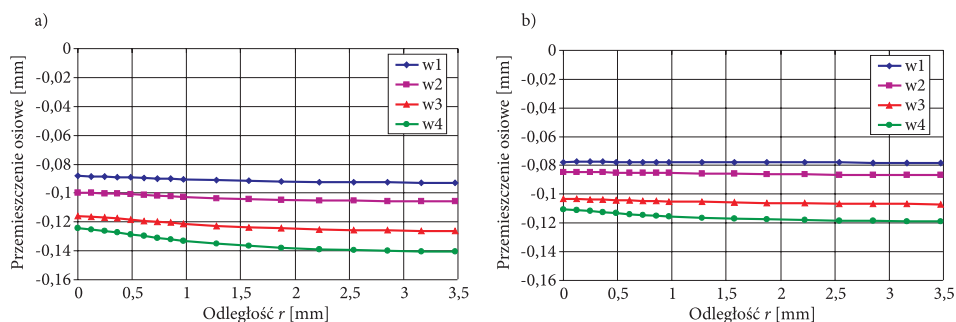 a)
Przemieszczenie osiowe [mm]
0
-0,02
-0,04
-0,06
-0,08
-0,1
-0,12
-0,14
-0,16
w1
w2
w3
w4
0 0,5 1 1,5 2 2,5 3 3,5
Odległość r [mm]
b)
Przemieszczenie osiowe [mm]
0
-0,02
-0,04
-0,06
-0,08
-0,1
-0,12
-0,14
-0,16
w1
w2
w3
w4
0 0,5 1 1,5 2 2,5 3 3,5
Odległość r [mm]